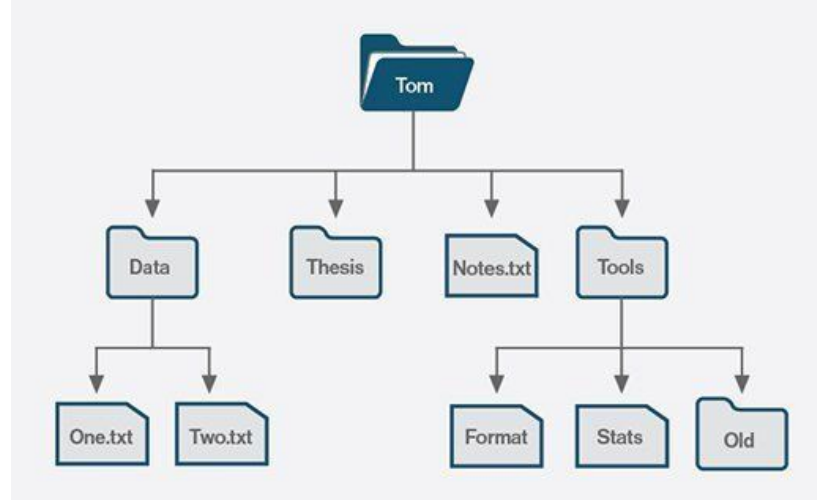 Tom
Data
Thesis
Notes.txt
Tools
One.txt
Two.txt
Format
Stats
Old